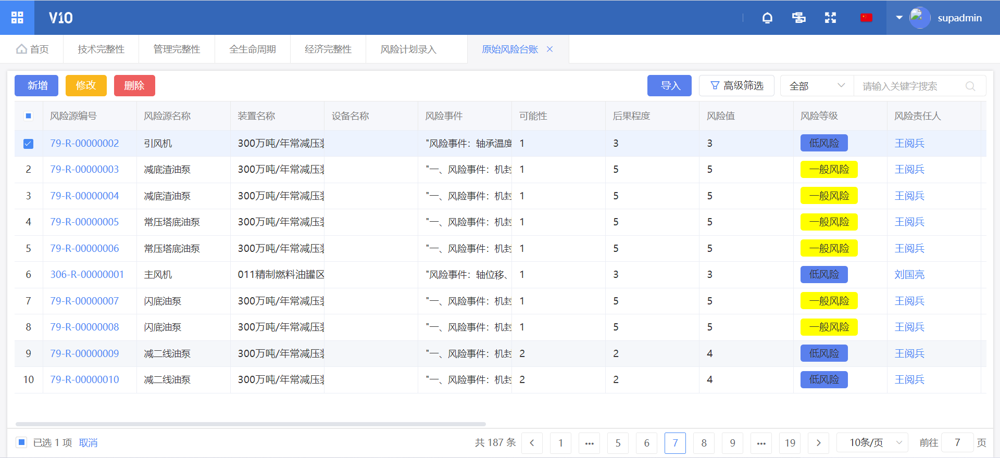 V10
supadmin
首页 技术完整性 管理完整性 全生命周期 经济完整性 风险计划录入 原始风险台账
新增 修改 删除 导入 高级筛选 全部 请输入关键字搜索
风险源编号 风险源名称 装置名称 设备名称 风险事件 可能性 后果程度 风险值 风险等级 风险责任人
79-R-00000002 引风机 300万吨/年常减压装 "风险事件：轴承温度 1 3 3 低风险 王阅兵
2 79-R-00000003 减底渣油泵 300万吨/年常减压装 "一、风险事件：机封 1 5 5 一般风险 王阅兵
3 79-R-00000004 减底渣油泵 300万吨/年常减压装 "一、风险事件：机封 1 5 5 一般风险 王阅兵
4 79-R-00000005 常压塔底油泵 300万吨/年常减压装 "一、风险事件：机封 1 5 5 一般风险 王阅兵
5 79-R-00000006 常压塔底油泵 300万吨/年常减压装 "一、风险事件：机封 1 5 5 一般风险 王阅兵
6 306-R-00000001 主风机 011精制燃料油罐区 "风险事件：轴位移、 1 3 3 低风险 刘国亮
7 79-R-00000007 闪底油泵 300万吨/年常减压装 "一、风险事件：机封 1 5 5 一般风险 王阅兵
8 79-R-00000008 闪底油泵 300万吨/年常减压装 "一、风险事件：机封 1 5 5 一般风险 王阅兵
9 79-R-00000009 减二线油泵 300万吨/年常减压装 "一、风险事件：机封 2 2 4 低风险 王阅兵
10 79-R-00000010 减二线油泵 300万吨/年常减压装 "一、风险事件：机封 2 2 4 低风险 王阅兵
已选 1 项 取消 共 187 条 1 ••• 5 6 7 8 9 ••• 19 10条/页 前往 7 页